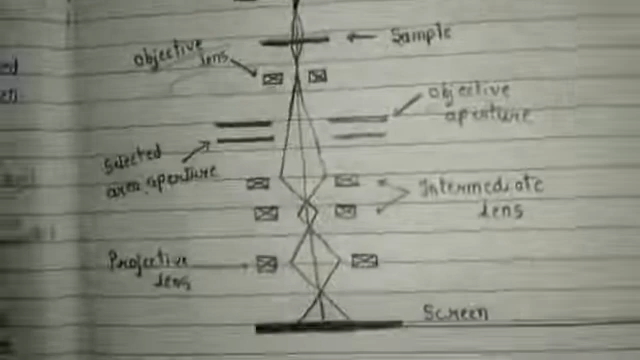 Sample
objective
lens
objective
aperture
Selected
area aperture
Intermediate
lens
Projective
lens
Screen